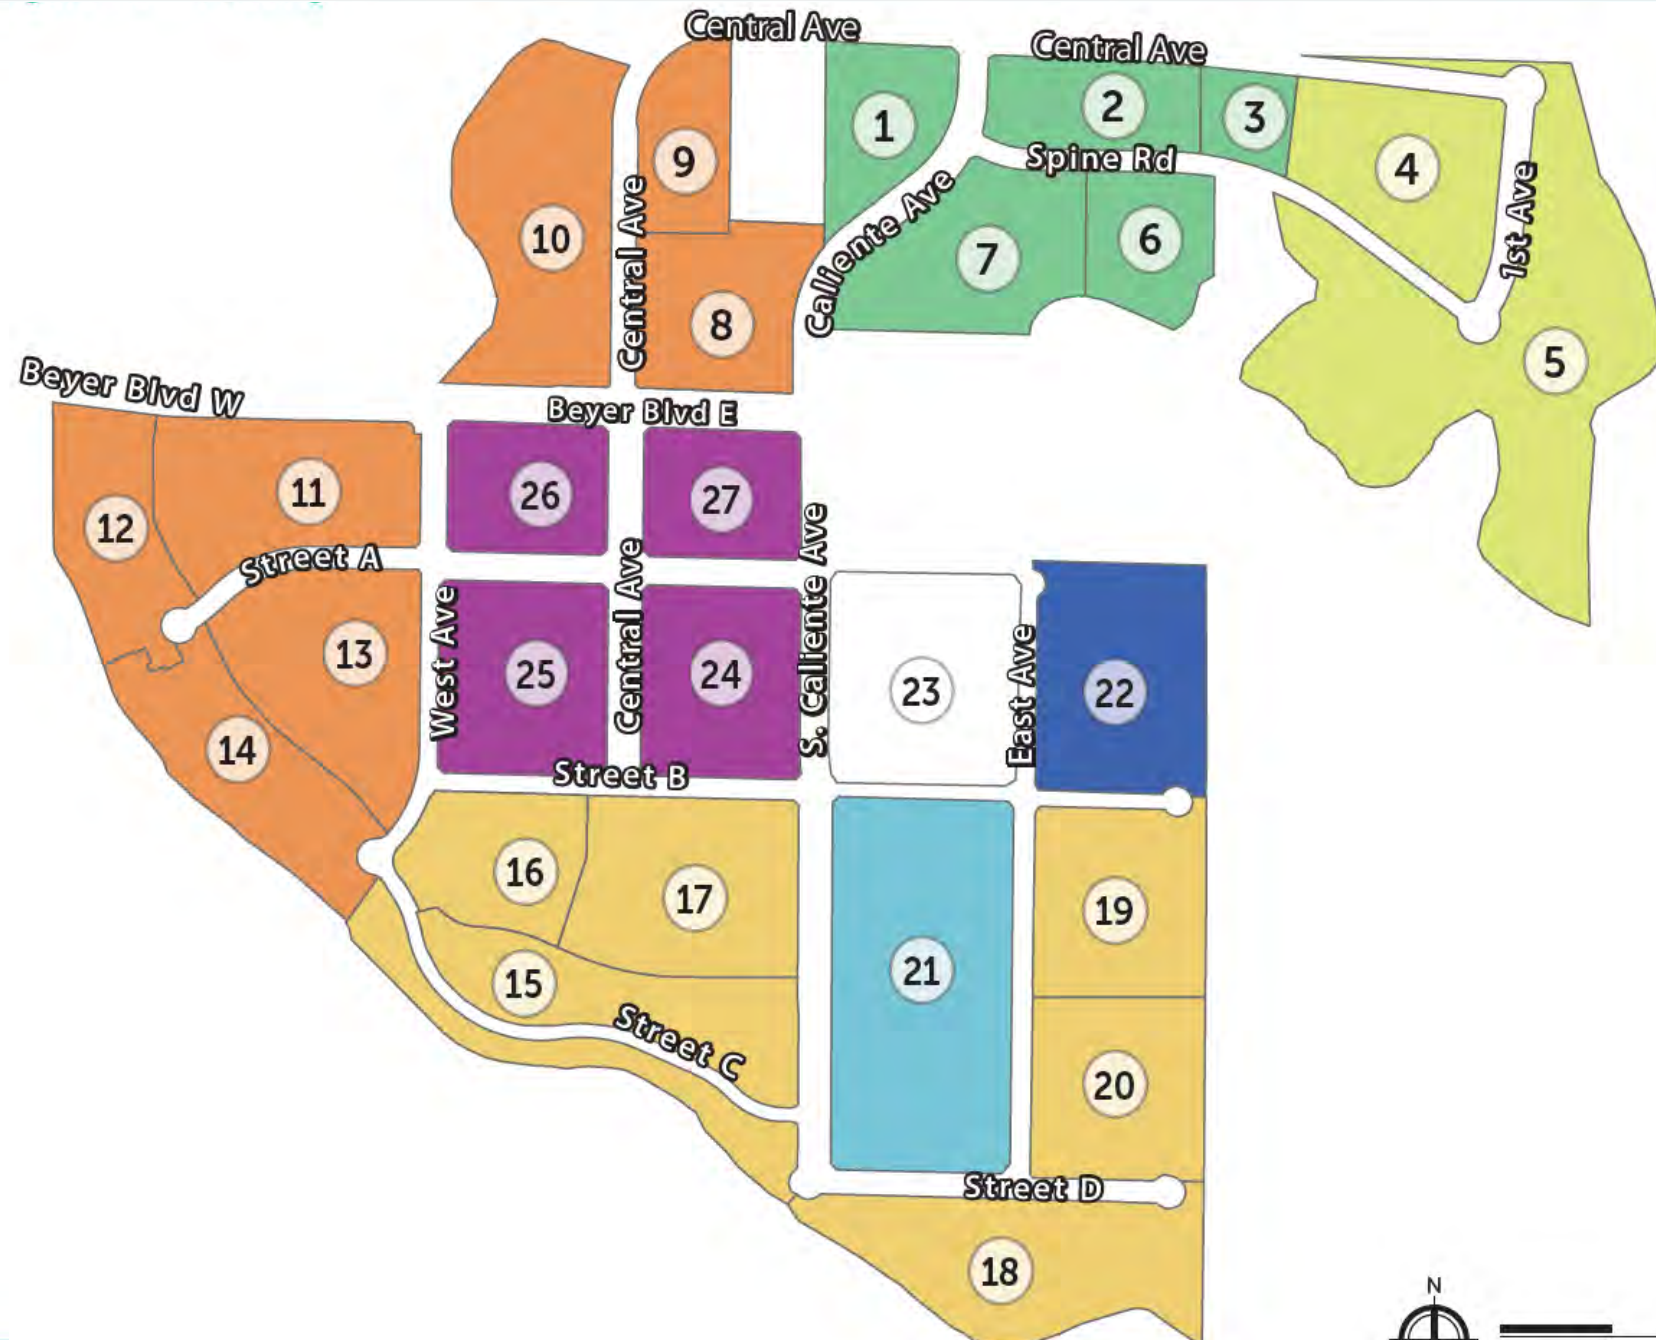 Central Ave
Central Ave
1
2
3
4
9
Spine Rd
10
Central Ave
Caliente Ave
7
6
1st Ave
8
5
Beyer Blvd W
Beyer Blvd E
12
11
26
27
Street A
13
14
West Ave
25
Central Ave
24
S. Caliente Ave
23
East Ave
22
Street B
16
17
15
Street C
21
19
20
Street D
18
N